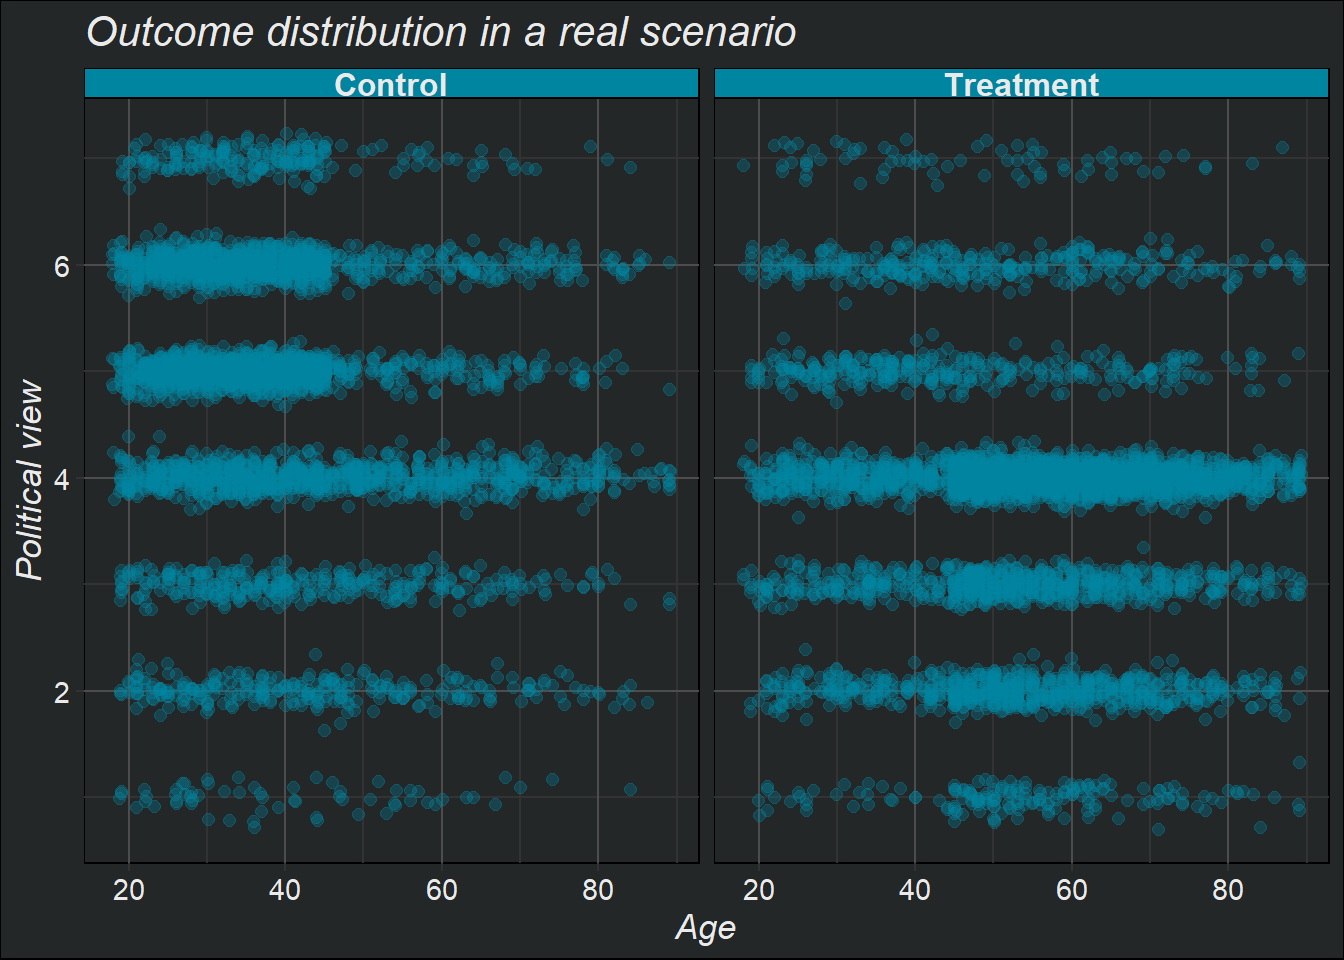 Outcome distribution in a real scenario
Control Treatment
Political view
6
4
2
20 40 60 80 20 40 60 80
Age